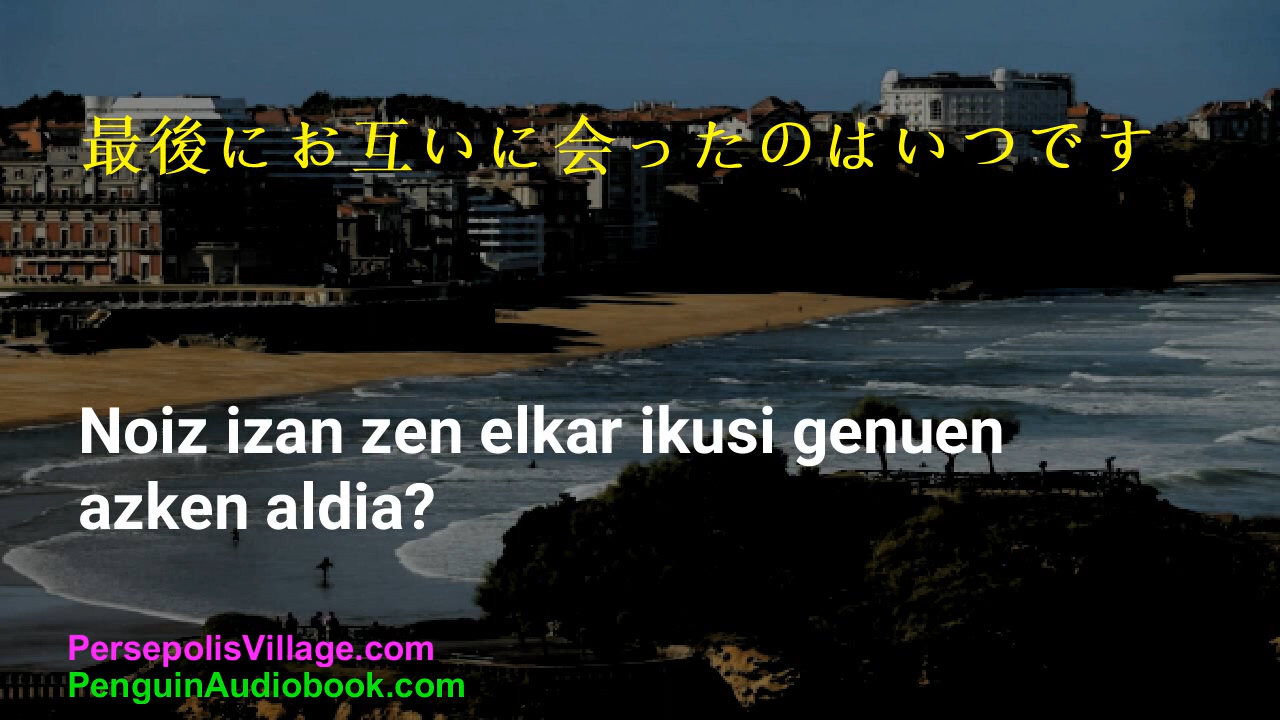 最後にお互いに会ったのはいつです
Noiz izan zen elkar ikusi genuen
azken aldia?
PersepolisVillage.com
PenguinAudiobook.com